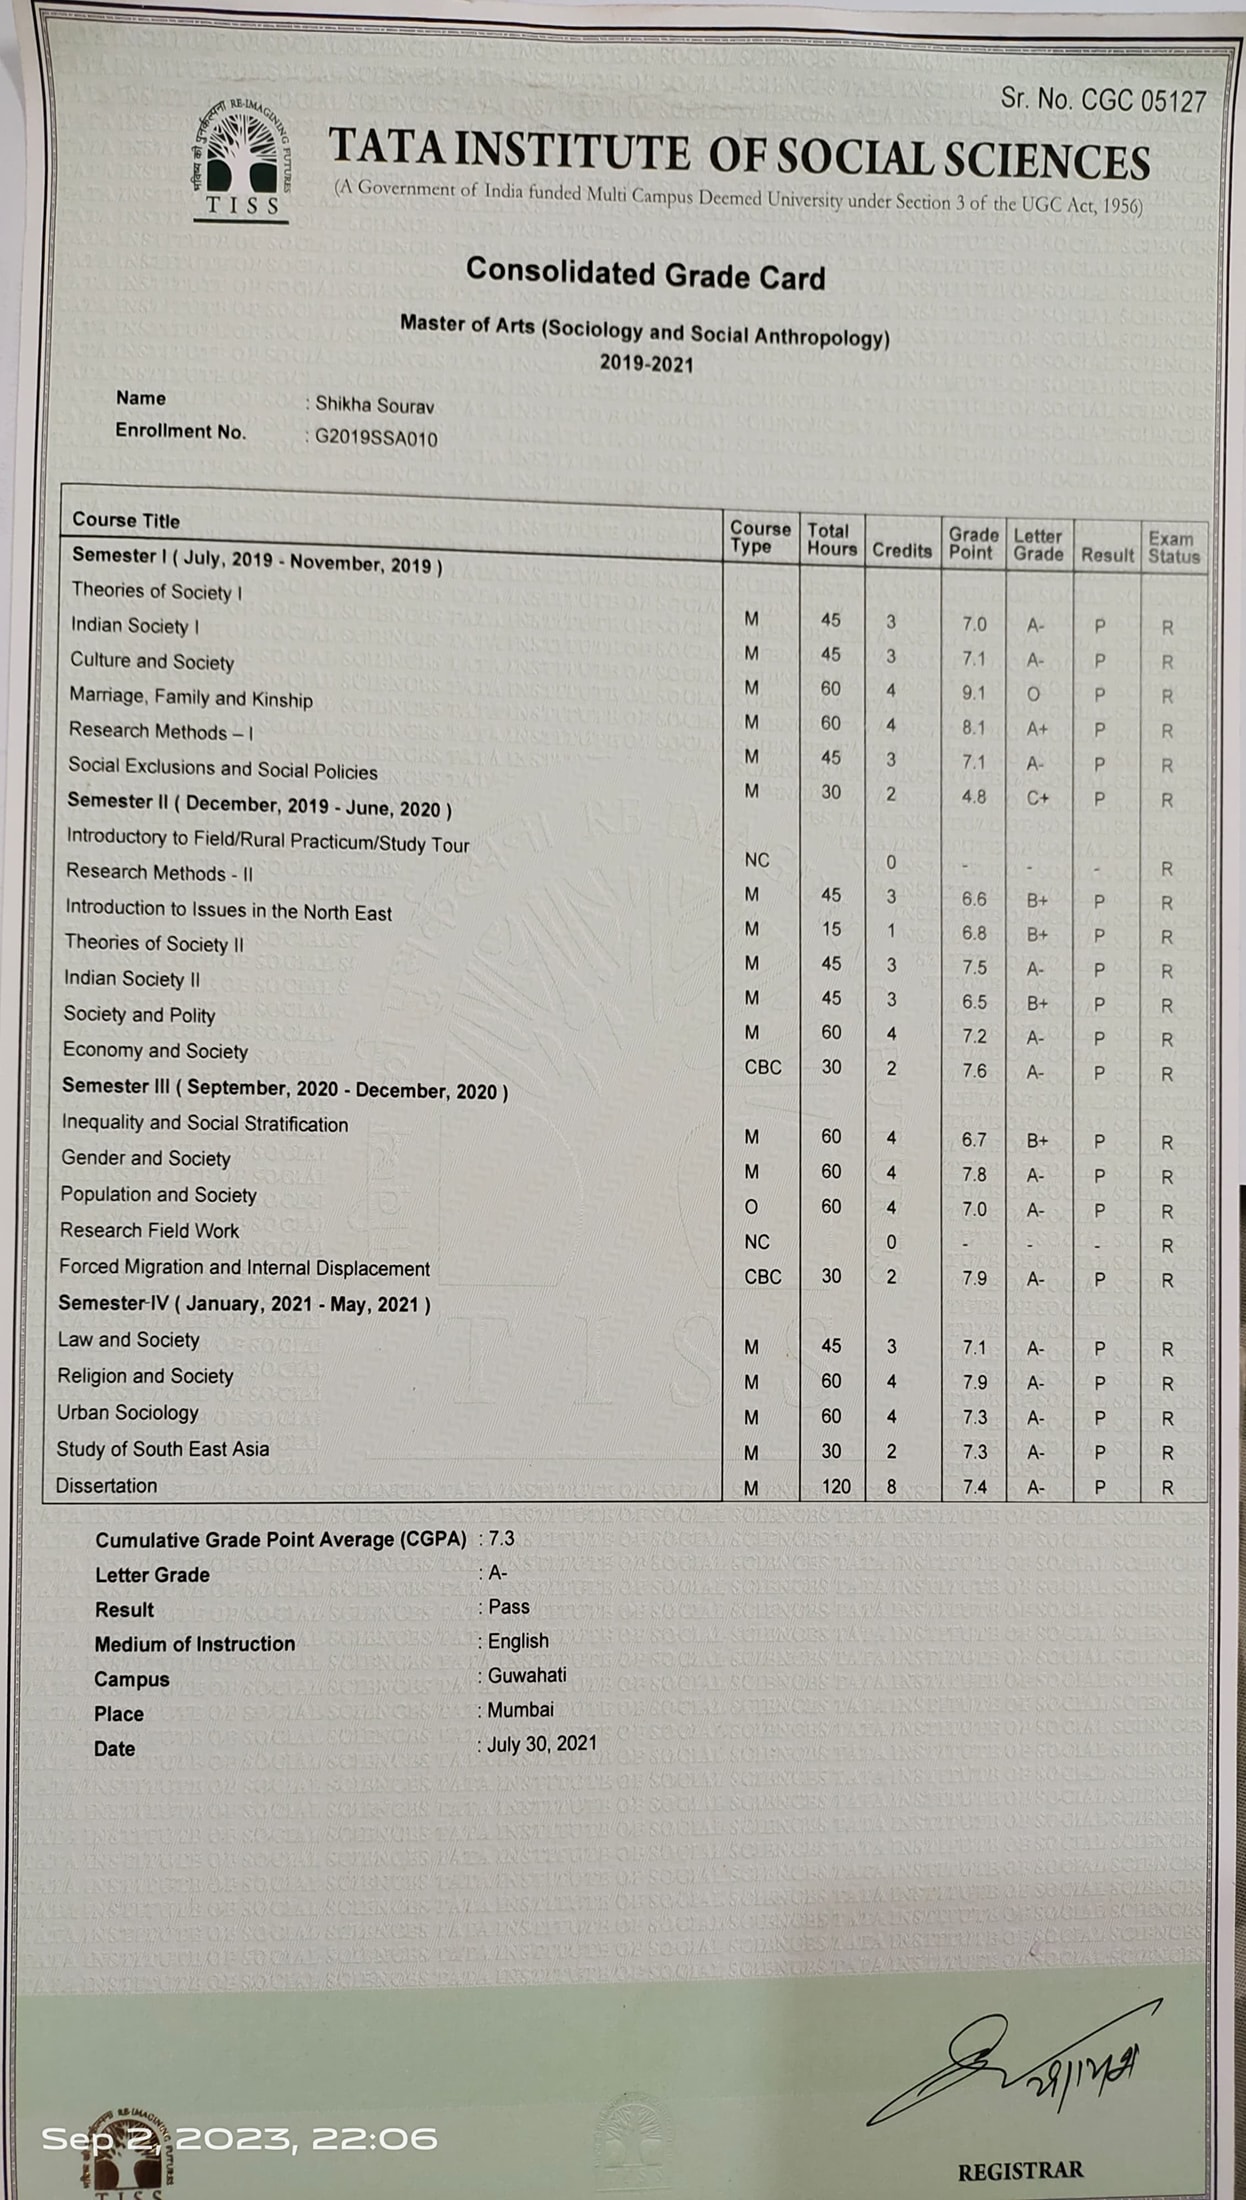 Sr. No. CGC 05127
भविष्य की पुनर्कल्पना RE-IMAGINING FUTURES
TISS
TATA INSTITUTE OF SOCIAL SCIENCES
(A Government of India funded Multi Campus Deemed University under Section 3 of the UGC Act, 1956)
Consolidated Grade Card
Master of Arts (Sociology and Social Anthropology)
2019-2021
Name : Shikha Sourav
Enrollment No. : G2019SSA010
Course Title Course Type Total Hours Credits Grade Point Letter Grade Result Exam Status
Semester I ( July, 2019 - November, 2019 )
Theories of Society I M 45 3 7.0 A- P R
Indian Society I M 45 3 7.1 A- P R
Culture and Society M 60 4 9.1 O P R
Marriage, Family and Kinship M 60 4 8.1 A+ P R
Research Methods – I M 45 3 7.1 A- P R
Social Exclusions and Social Policies M 30 2 4.8 C+ P R
Semester II ( December, 2019 - June, 2020 )
Introductory to Field/Rural Practicum/Study Tour NC 0 - - - R
Research Methods - II M 45 3 6.6 B+ P R
Introduction to Issues in the North East M 15 1 6.8 B+ P R
Theories of Society II M 45 3 7.5 A- P R
Indian Society II M 45 3 6.5 B+ P R
Society and Polity M 60 4 7.2 A- P R
Economy and Society CBC 30 2 7.6 A- P R
Semester III ( September, 2020 - December, 2020 )
Inequality and Social Stratification M 60 4 6.7 B+ P R
Gender and Society M 60 4 7.8 A- P R
Population and Society O 60 4 7.0 A- P R
Research Field Work NC 0 - - - R
Forced Migration and Internal Displacement CBC 30 2 7.9 A- P R
Semester-IV ( January, 2021 - May, 2021 )
Law and Society M 45 3 7.1 A- P R
Religion and Society M 60 4 7.9 A- P R
Urban Sociology M 60 4 7.3 A- P R
Study of South East Asia M 30 2 7.3 A- P R
Dissertation M 120 8 7.4 A- P R
Cumulative Grade Point Average (CGPA) : 7.3
Letter Grade : A-
Result : Pass
Medium of Instruction : English
Campus : Guwahati
Place : Mumbai
Date : July 30, 2021
Sep 2, 2023, 22:06
RE-IMAGINING FUTURES
TISS
REGISTRAR